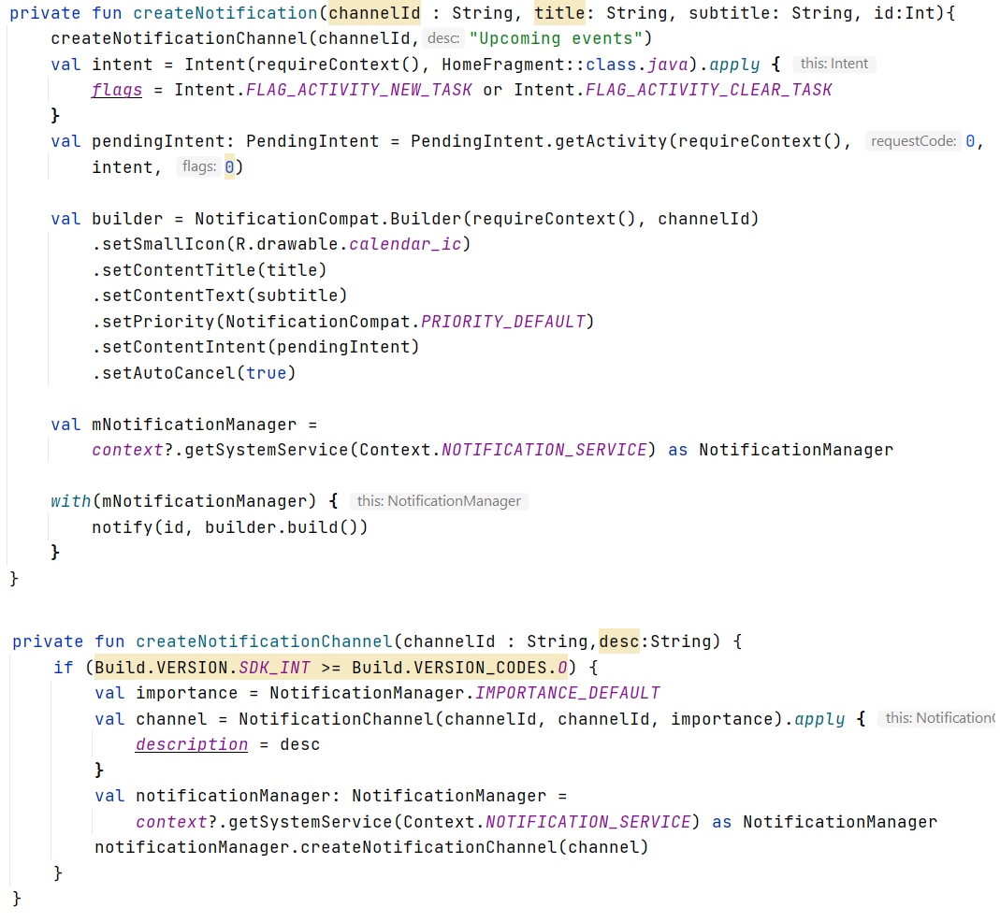 private fun createNotification(channelId : String, title: String, subtitle: String, id:Int){
    createNotificationChannel(channelId, desc: "Upcoming events")
    val intent = Intent(requireContext(), HomeFragment::class.java).apply { this: Intent
        flags = Intent.FLAG_ACTIVITY_NEW_TASK or Intent.FLAG_ACTIVITY_CLEAR_TASK
    }
    val pendingIntent: PendingIntent = PendingIntent.getActivity(requireContext(), requestCode: 0,
        intent, flags: 0)
    val builder = NotificationCompat.Builder(requireContext(), channelId)
        .setSmallIcon(R.drawable.calendar_ic)
        .setContentTitle(title)
        .setContentText(subtitle)
        .setPriority(NotificationCompat.PRIORITY_DEFAULT)
        .setContentIntent(pendingIntent)
        .setAutoCancel(true)
    val mNotificationManager =
        context?.getSystemService(Context.NOTIFICATION_SERVICE) as NotificationManager
    with(mNotificationManager) { this: NotificationManager
        notify(id, builder.build())
    }
}
private fun createNotificationChannel(channelId : String,desc:String) {
    if (Build.VERSION.SDK_INT >= Build.VERSION_CODES.O) {
        val importance = NotificationManager.IMPORTANCE_DEFAULT
        val channel = NotificationChannel(channelId, channelId, importance).apply { this: Notification
            description = desc
        }
        val notificationManager: NotificationManager =
            context?.getSystemService(Context.NOTIFICATION_SERVICE) as NotificationManager
        notificationManager.createNotificationChannel(channel)
    }
}